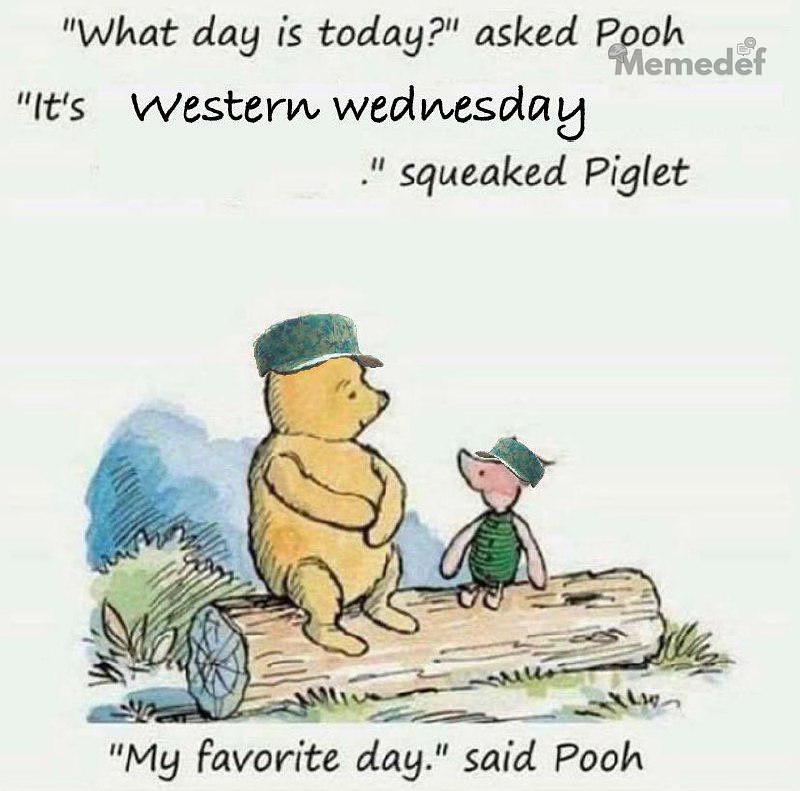 "What day is today?" asked Pooh
Memedef
"It's Western wednesday
." squeaked Piglet
"My favorite day." said Pooh